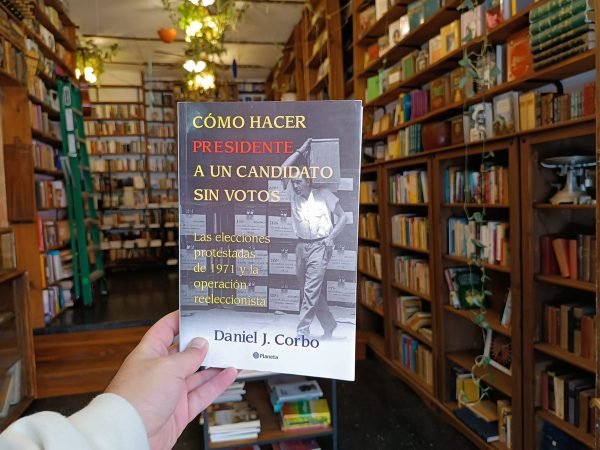 CÓMO HACER
PRESIDENTE
A UN CANDIDATO
SIN VOTOS
Las elecciones
protestadas
de 1971 y la
operación
reeleccionista
Daniel J. Corbo
Planeta